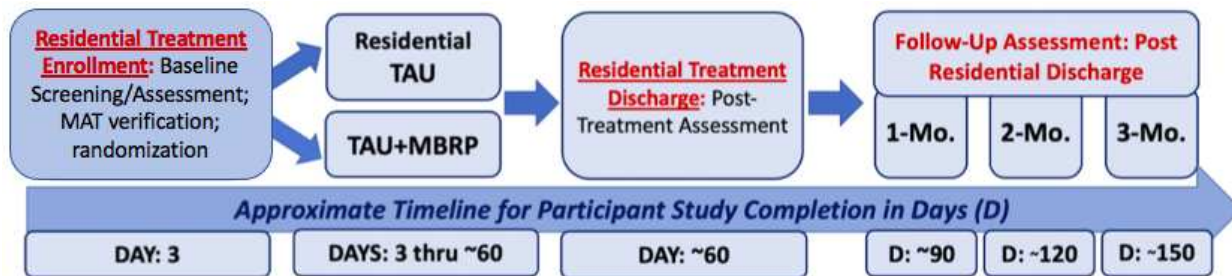 Residential Treatment
Enrollment: Baseline
Screening/Assessment;
MAT verification;
randomization
Residential
TAU
TAU+MBRP
Residential Treatment
Discharge: Post-
Treatment Assessment
Follow-Up Assessment: Post
Residential Discharge
1-Mo.
2-Mo.
3-Mo.
Approximate Timeline for Participant Study Completion in Days (D)
DAY: 3
DAYS: 3 thru ~60
DAY: ~60
D: ~90
D: ~120
D: ~150